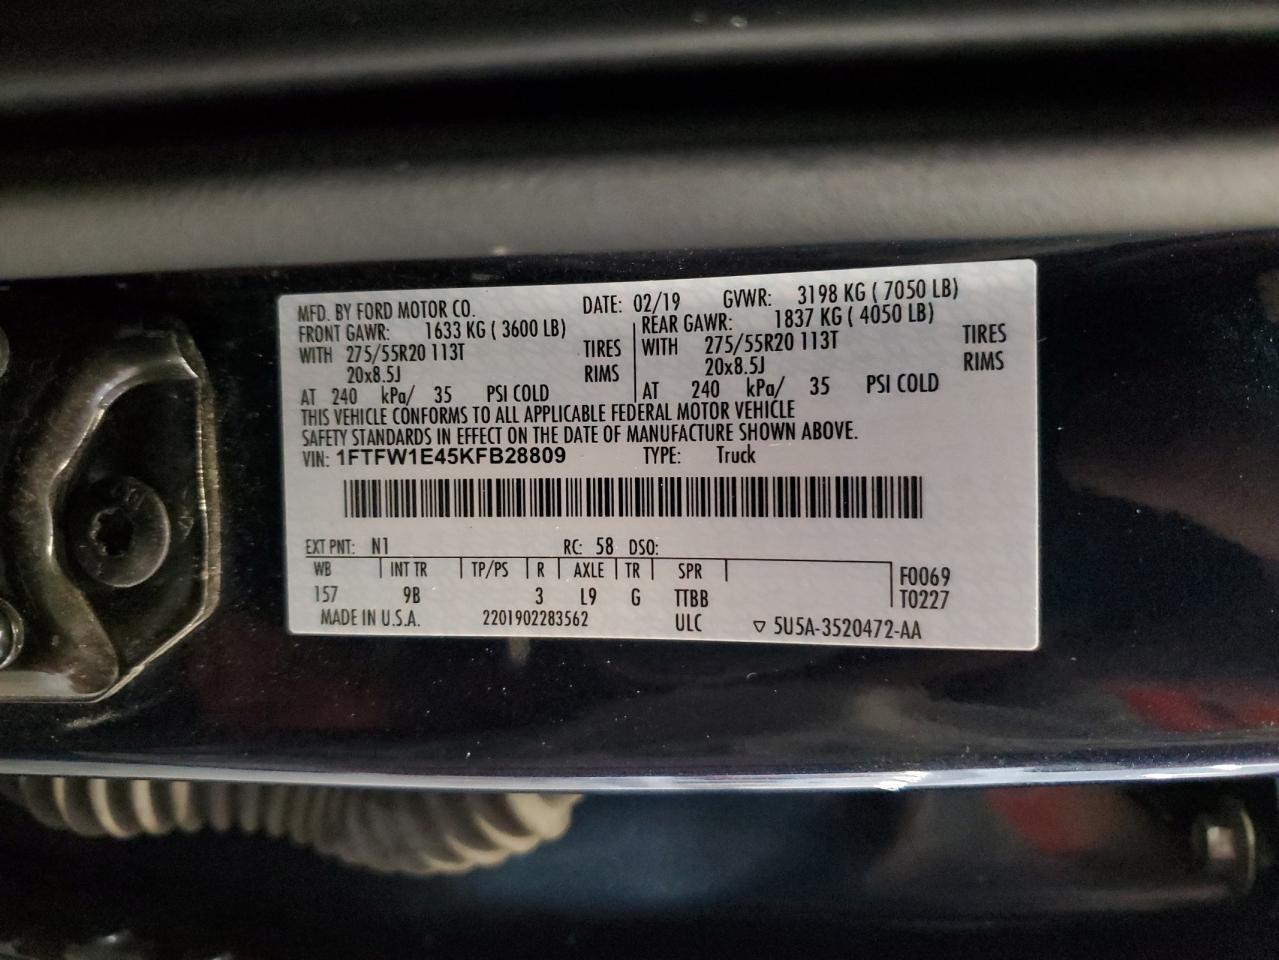 MFD. BY FORD MOTOR CO. DATE: 02/19 GVWR: 3198 KG ( 7050 LB)
FRONT GAWR: 1633 KG ( 3600 LB) REAR GAWR: 1837 KG ( 4050 LB)
WITH 275/55R20 113T TIRES WITH 275/55R20 113T TIRES
20x8.5J RIMS 20x8.5J RIMS
AT 240 kPa/ 35 PSI COLD AT 240 kPa/ 35 PSI COLD
THIS VEHICLE CONFORMS TO ALL APPLICABLE FEDERAL MOTOR VEHICLE
SAFETY STANDARDS IN EFFECT ON THE DATE OF MANUFACTURE SHOWN ABOVE.
VIN: 1FTFW1E45KFB28809 TYPE: Truck
EXT PNT: N1 RC: 58 DSO:
WB INT TR TP/PS R AXLE TR SPR F0069
157 9B 3 L9 G TTBB T0227
MADE IN U.S.A. 2201902283562 ULC ▽ 5U5A-3520472-AA